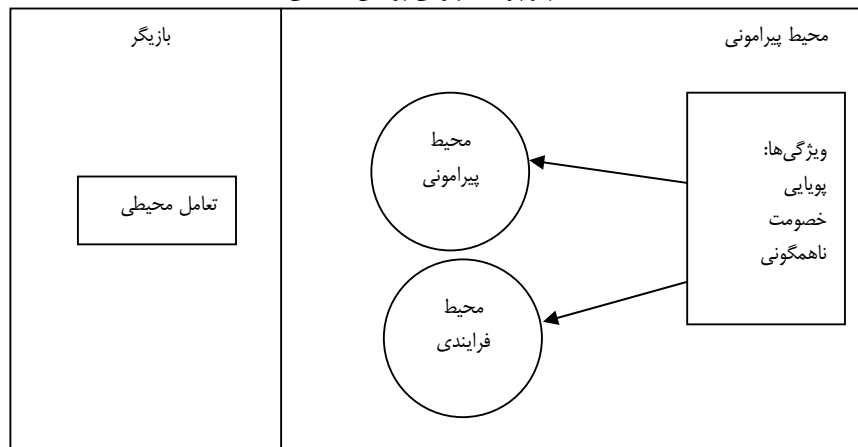 محیط پیرامونی
بازیگر
ویژگی‌ها:
پویایی
خصومت
ناهمگونی
محیط
پیرامونی
محیط
فرایندی
تعامل محیطی